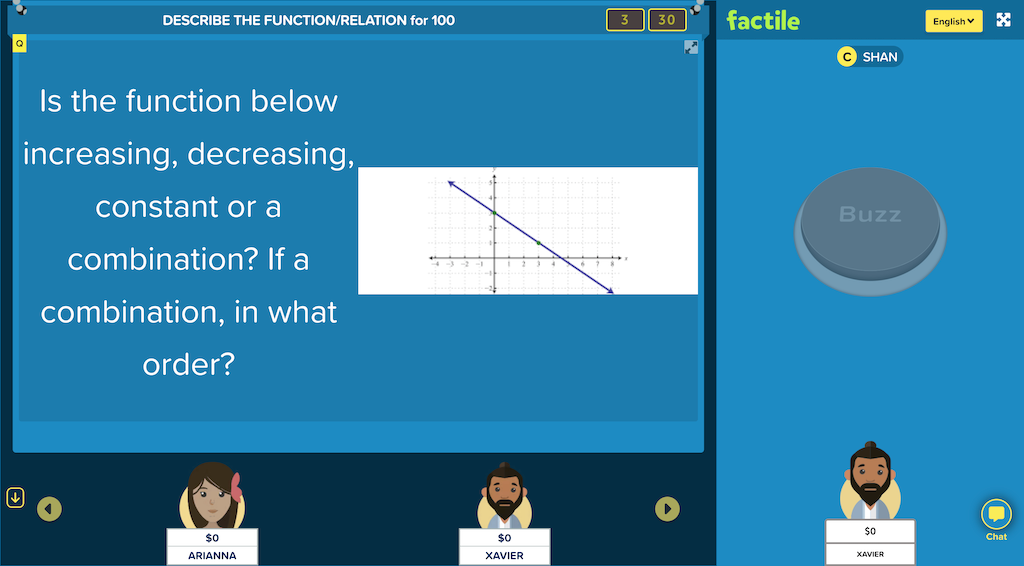 DESCRIBE THE FUNCTION/RELATION for 100
3 30
factile
English
Q
C SHAN
Is the function below
increasing, decreasing,
constant or a
combination? If a
combination, in what
order?
Buzz
$0
ARIANNA
$0
XAVIER
$0
XAVIER
Chat